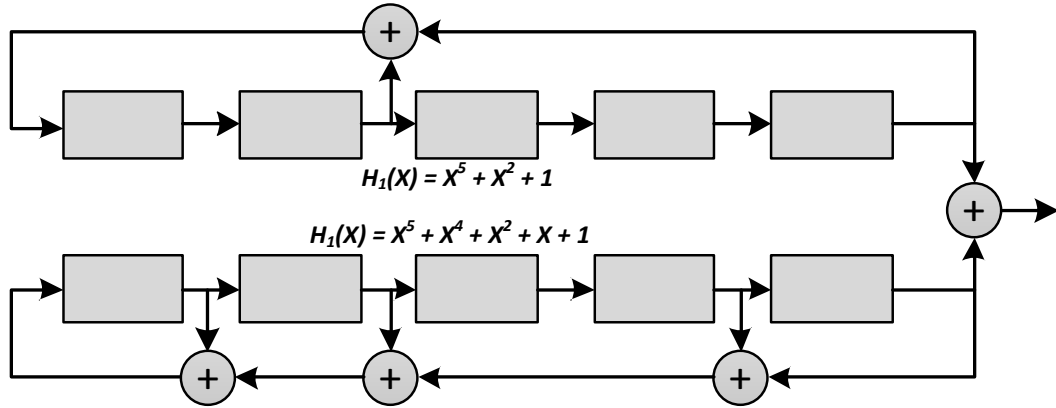 +
H₁(X) = X⁵ + X² + 1
+
H₁(X) = X⁵ + X⁴ + X² + X + 1
+ + +